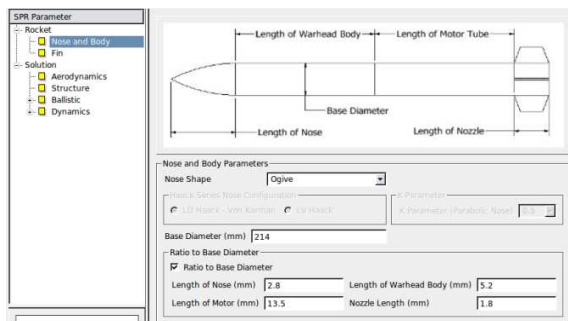 SPR Parameter
Rocket
Nose and Body
Fin
Solution
Aerodynamics
Structure
Ballistic
Dynamics
Length of Warhead Body
Length of Motor Tube
Base Diameter
Length of Nose
Length of Nozzle
Nose and Body Parameters
Nose Shape Ogive
Haack Series Nose Configuration K Parameter
LD Haack - Von Karman LV Haack K Parameter (Parabolic Nose) 0.5
Base Diameter (mm) 214
Ratio to Base Diameter
Ratio to Base Diameter
Length of Nose (mm) 2.8 Length of Warhead Body (mm) 5.2
Length of Motor (mm) 13.5 Nozzle Length (mm) 1.8